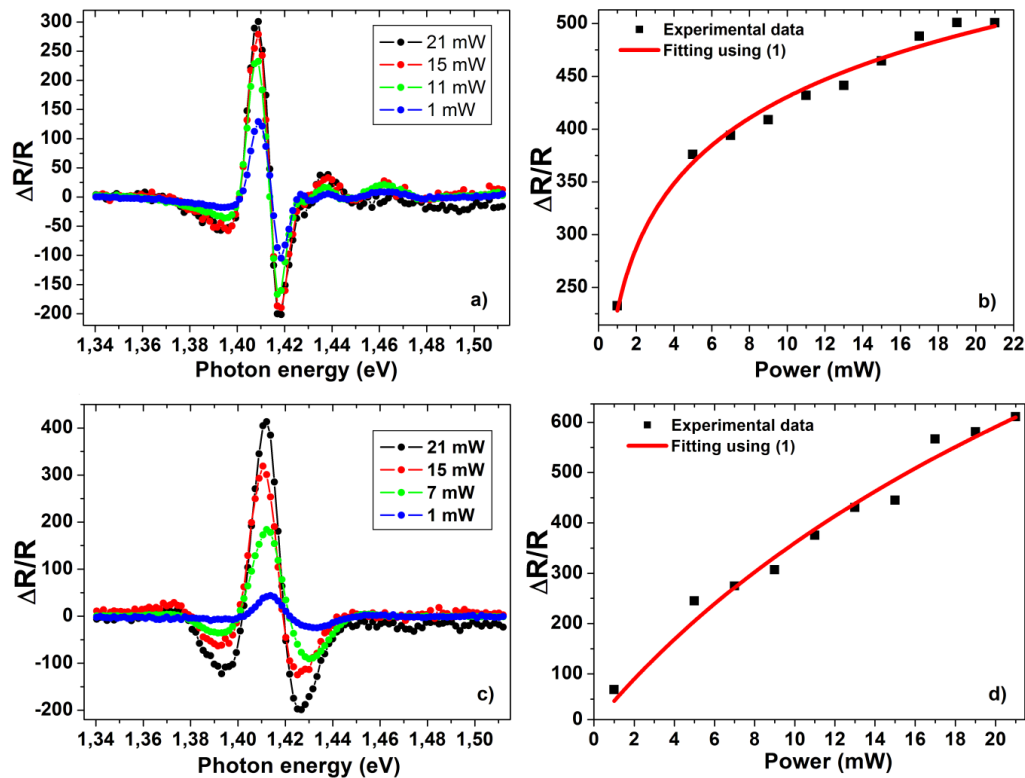 a)
ΔR/R
300
250
200
150
100
50
0
-50
-100
-150
-200
1,34 1,36 1,38 1,40 1,42 1,44 1,46 1,48 1,50
Photon energy (eV)
21 mW
15 mW
11 mW
1 mW
b)
ΔR/R
500
450
400
350
300
250
0 2 4 6 8 10 12 14 16 18 20 22
Power (mW)
Experimental data
Fitting using (1)
c)
ΔR/R
400
300
200
100
0
-100
-200
1,34 1,36 1,38 1,40 1,42 1,44 1,46 1,48 1,50
Photon energy (eV)
21 mW
15 mW
7 mW
1 mW
d)
ΔR/R
600
500
400
300
200
100
0
0 2 4 6 8 10 12 14 16 18 20
Power (mW)
Experimental data
Fitting using (1)